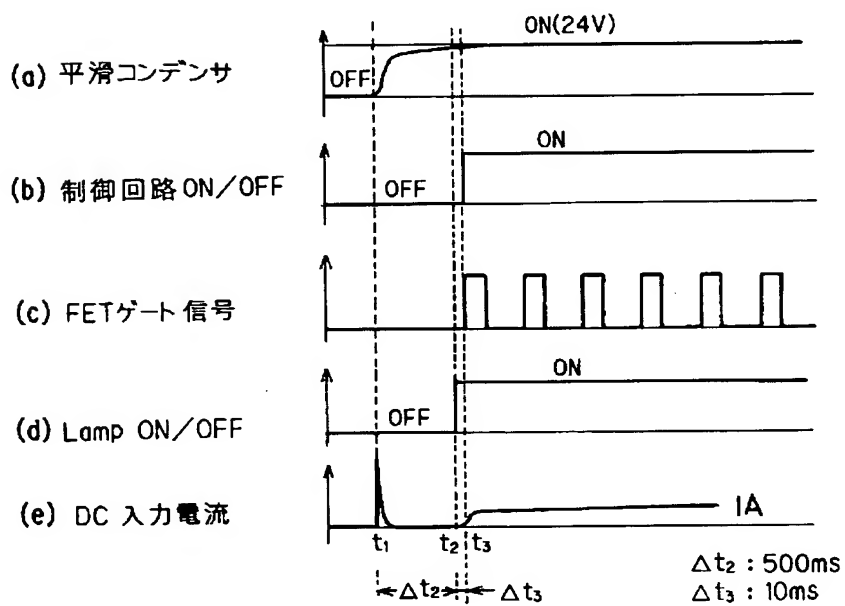 ON(24V)
(a) 平滑コンデンサ
OFF
ON
(b) 制御回路ON/OFF
OFF
(c) FETゲート信号
ON
(d) Lamp ON/OFF
OFF
(e) DC 入力電流
1A
t₁ t₂ t₃
Δt₂ Δt₃
Δt₂ : 500ms
Δt₃ : 10ms